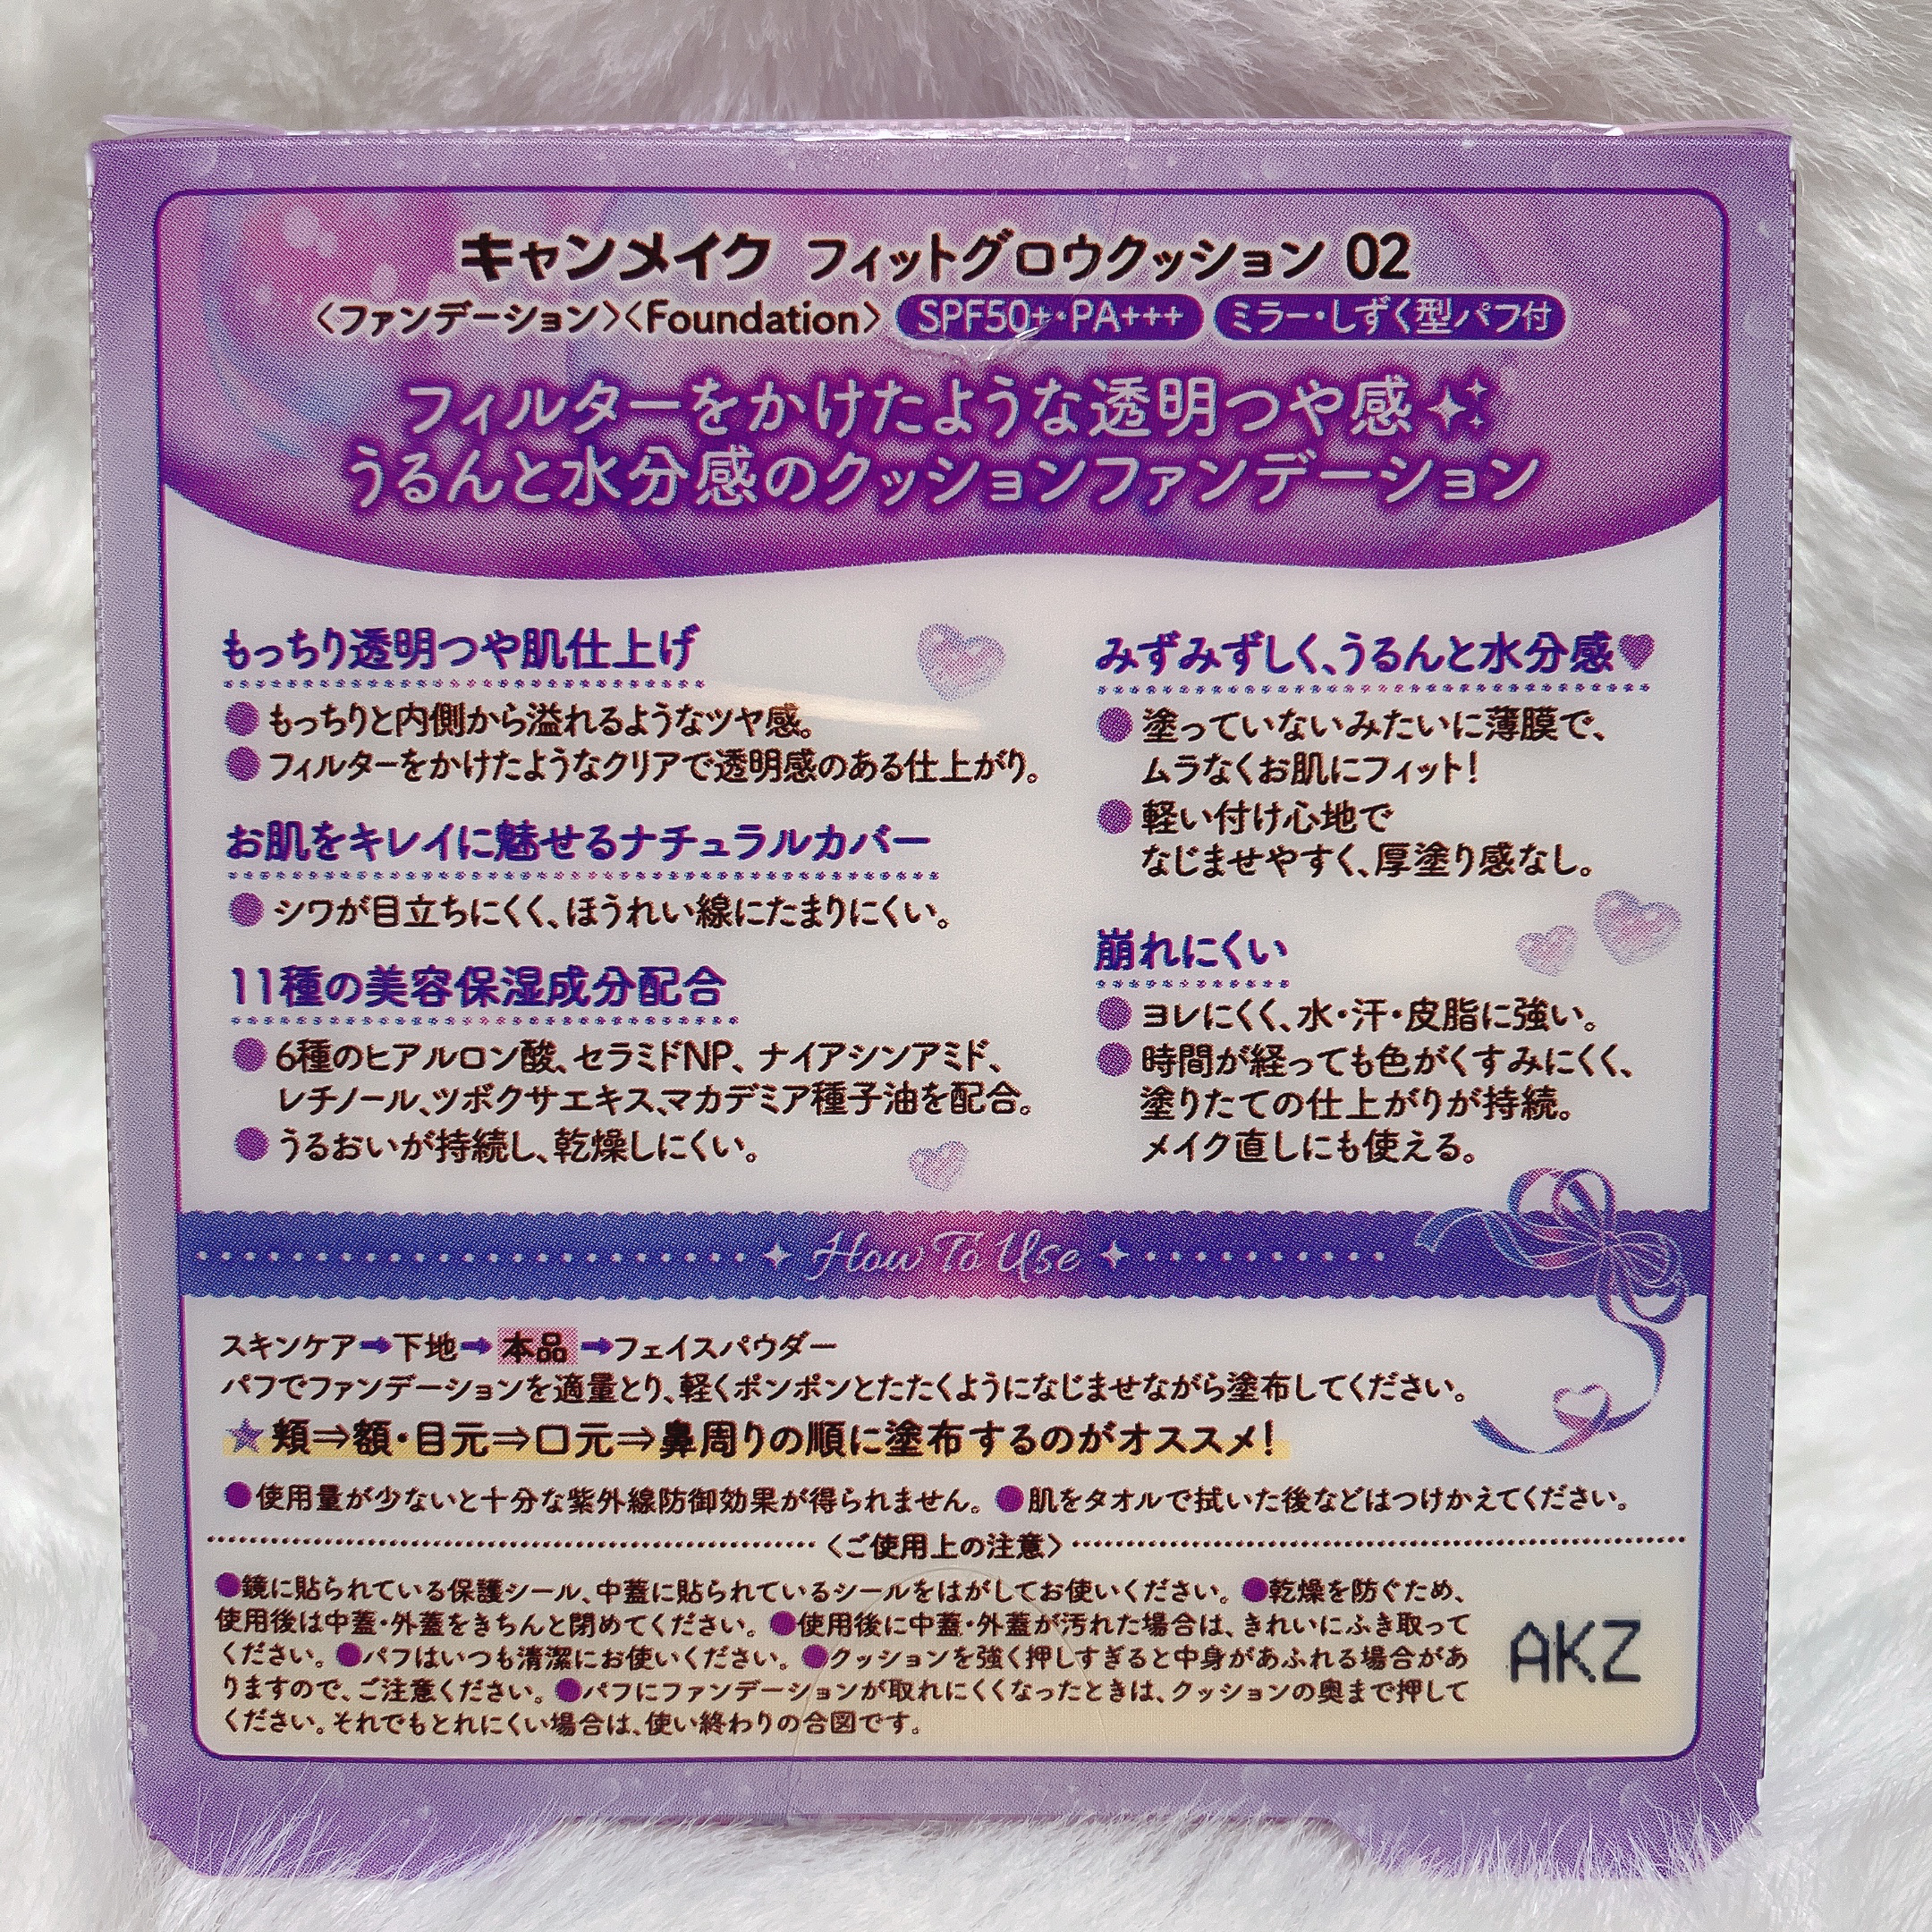 キャンメイク フィットグロウクッション 02
〈ファンデーション〉〈Foundation〉 SPF50+・PA+++ ミラー・しずく型パフ付
フィルターをかけたような透明つや感
うるんと水分感のクッションファンデーション
もっちり透明つや肌仕上げ
●もっちりと内側から溢れるようなツヤ感。
●フィルターをかけたようなクリアで透明感のある仕上がり。
お肌をキレイに魅せるナチュラルカバー
●シワが目立ちにくく、ほうれい線にたまりにくい。
11種の美容保湿成分配合
●6種のヒアルロン酸、セラミドNP、ナイアシンアミド、
レチノール、ツボクサエキス、マカデミア種子油を配合。
●うるおいが持続し、乾燥しにくい。
みずみずしく、うるんと水分感♥
●塗っていないみたいに薄膜で、
ムラなくお肌にフィット！
●軽い付け心地で
なじませやすく、厚塗り感なし。
崩れにくい
●ヨレにくく、水・汗・皮脂に強い。
●時間が経っても色がくすみにくく、
塗りたての仕上がりが持続。
メイク直しにも使える。
How To Use
スキンケア➡下地➡本品➡フェイスパウダー
パフでファンデーションを適量とり、軽くポンポンとたたくようになじませながら塗布してください。
★頬⇒額・目元⇒口元⇒鼻周りの順に塗布するのがオススメ！
●使用量が少ないと十分な紫外線防御効果が得られません。●肌をタオルで拭いた後などはつけかえてください。
〈ご使用上の注意〉
●鏡に貼られている保護シール、中蓋に貼られているシールをはがしてお使いください。●乾燥を防ぐため、
使用後は中蓋・外蓋をきちんと閉めてください。●使用後に中蓋・外蓋が汚れた場合は、きれいにふき取って
ください。●パフはいつも清潔にお使いください。●クッションを強く押しすぎると中身があふれる場合があ
りますので、ご注意ください。●パフにファンデーションが取れにくくなったときは、クッションの奥まで押して
ください。それでもとれにくい場合は、使い終わりの合図です。
AKZ